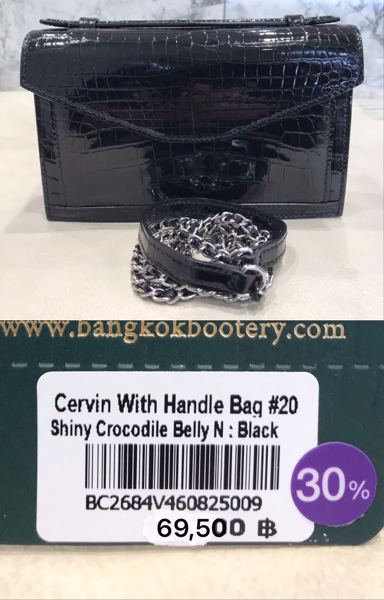 www.bangkokbootery.com
Cervin With Handle Bag #20
Shiny Crocodile Belly N : Black
BC2684V460825009
69,500 ฿
30%